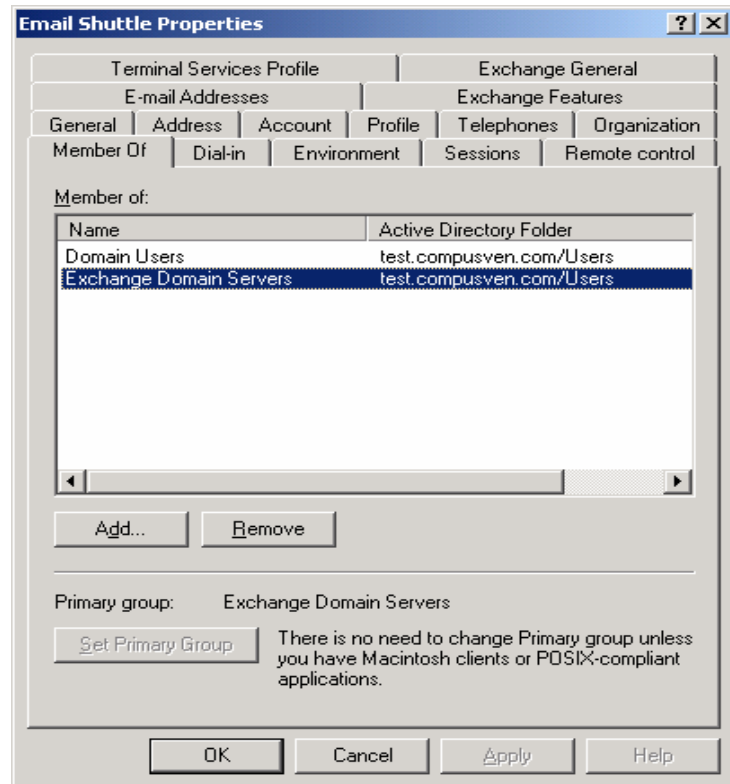 Email Shuttle Properties
Terminal Services Profile Exchange General
E-mail Addresses Exchange Features
General Address Account Profile Telephones Organization
Member Of Dial-in Environment Sessions Remote control
Member of:
Name Active Directory Folder
Domain Users test.compusven.com/Users
Exchange Domain Servers test.compusven.com/Users
Add... Remove
Primary group: Exchange Domain Servers
Set Primary Group There is no need to change Primary group unless
you have Macintosh clients or POSIX-compliant
applications.
OK Cancel Apply Help